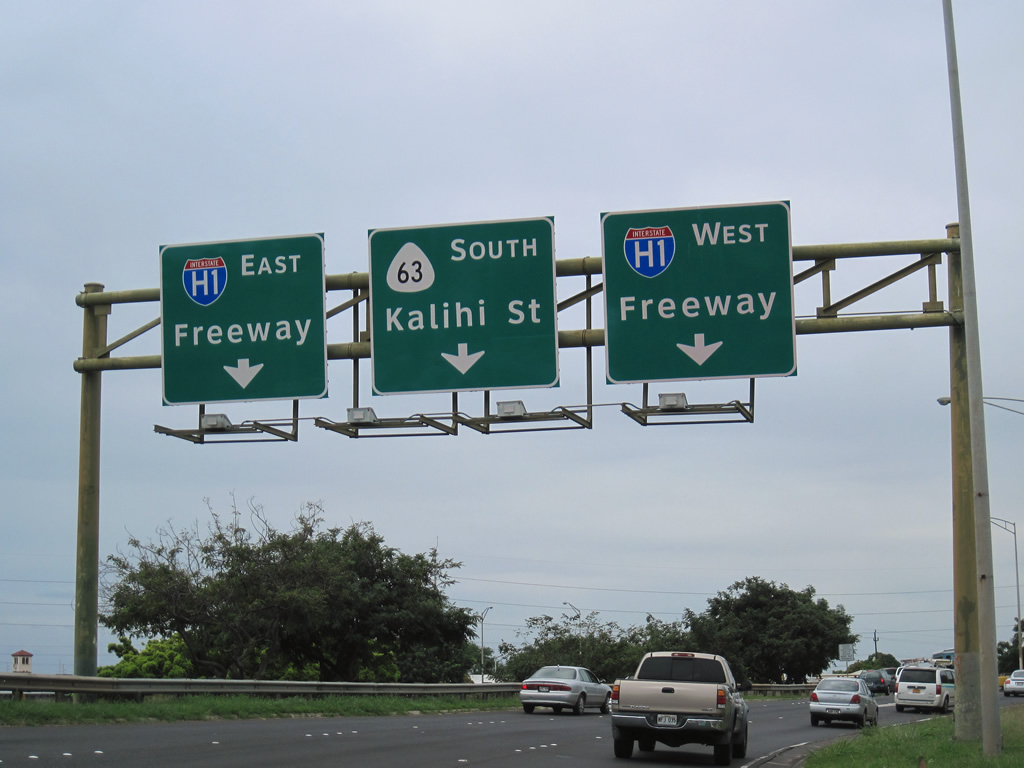 INTERSTATE
H1 EAST
Freeway
63 SOUTH
Kalihi St
INTERSTATE
H1 WEST
Freeway